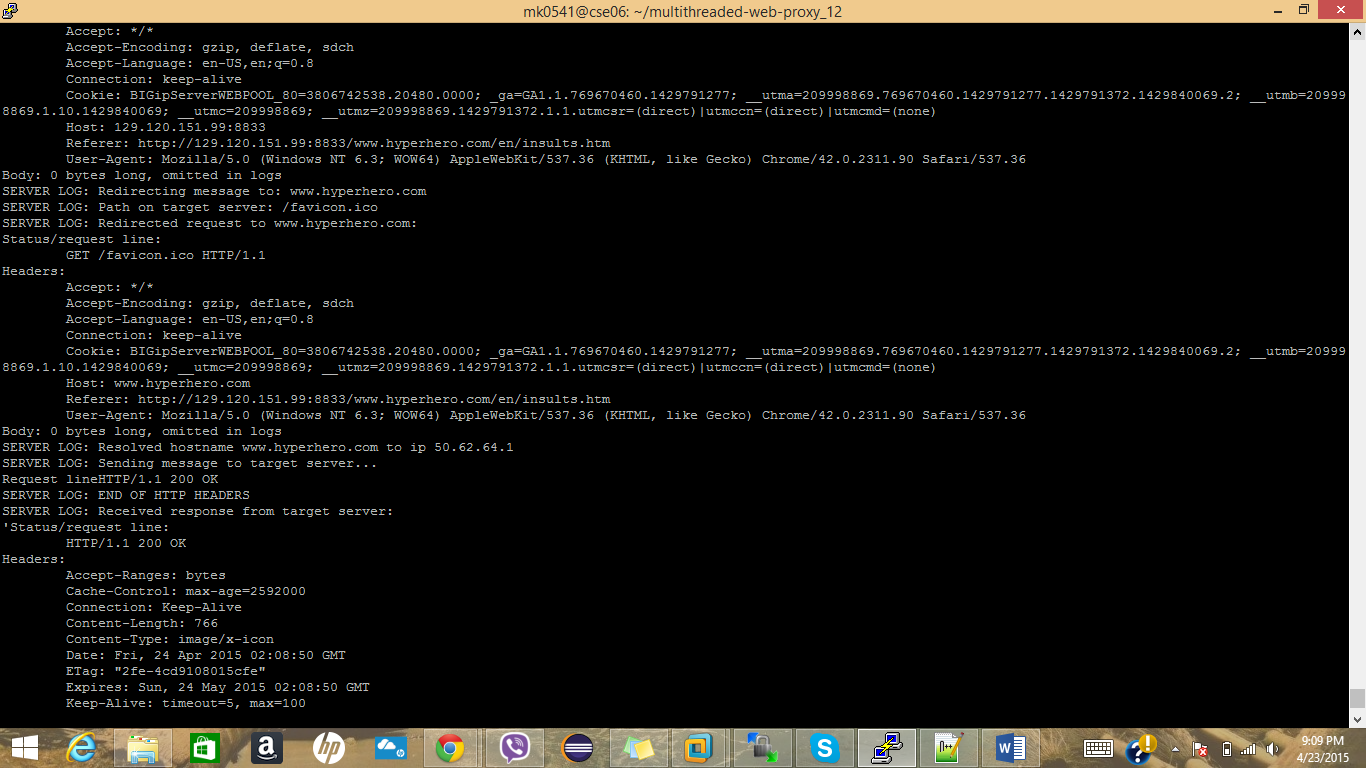 mk0541@cse06: ~/multithreaded-web-proxy_12
Accept: */*
Accept-Encoding: gzip, deflate, sdch
Accept-Language: en-US,en;q=0.8
Connection: keep-alive
Cookie: BIGipServerWEBPOOL_80=3806742538.20480.0000; _ga=GA1.1.769670460.1429791277; __utma=209998869.769670460.1429791277.1429791372.1429840069.2; __utmb=20999
8869.1.10.1429840069; __utmc=209998869; __utmz=209998869.1429791372.1.1.utmcsr=(direct)|utmccn=(direct)|utmcmd=(none)
Host: 129.120.151.99:8833
Referer: http://129.120.151.99:8833/www.hyperhero.com/en/insults.htm
User-Agent: Mozilla/5.0 (Windows NT 6.3; WOW64) AppleWebKit/537.36 (KHTML, like Gecko) Chrome/42.0.2311.90 Safari/537.36
Body: 0 bytes long, omitted in logs
SERVER LOG: Redirecting message to: www.hyperhero.com
SERVER LOG: Path on target server: /favicon.ico
SERVER LOG: Redirected request to www.hyperhero.com:
Status/request line:
GET /favicon.ico HTTP/1.1
Headers:
Accept: */*
Accept-Encoding: gzip, deflate, sdch
Accept-Language: en-US,en;q=0.8
Connection: keep-alive
Cookie: BIGipServerWEBPOOL_80=3806742538.20480.0000; _ga=GA1.1.769670460.1429791277; __utma=209998869.769670460.1429791277.1429791372.1429840069.2; __utmb=20999
8869.1.10.1429840069; __utmc=209998869; __utmz=209998869.1429791372.1.1.utmcsr=(direct)|utmccn=(direct)|utmcmd=(none)
Host: www.hyperhero.com
Referer: http://129.120.151.99:8833/www.hyperhero.com/en/insults.htm
User-Agent: Mozilla/5.0 (Windows NT 6.3; WOW64) AppleWebKit/537.36 (KHTML, like Gecko) Chrome/42.0.2311.90 Safari/537.36
Body: 0 bytes long, omitted in logs
SERVER LOG: Resolved hostname www.hyperhero.com to ip 50.62.64.1
SERVER LOG: Sending message to target server...
Request lineHTTP/1.1 200 OK
SERVER LOG: END OF HTTP HEADERS
SERVER LOG: Received response from target server:
'Status/request line:
HTTP/1.1 200 OK
Headers:
Accept-Ranges: bytes
Cache-Control: max-age=2592000
Connection: Keep-Alive
Content-Length: 766
Content-Type: image/x-icon
Date: Fri, 24 Apr 2015 02:08:50 GMT
ETag: "2fe-4cd9108015cfe"
Expires: Sun, 24 May 2015 02:08:50 GMT
Keep-Alive: timeout=5, max=100
9:09 PM
4/23/2015